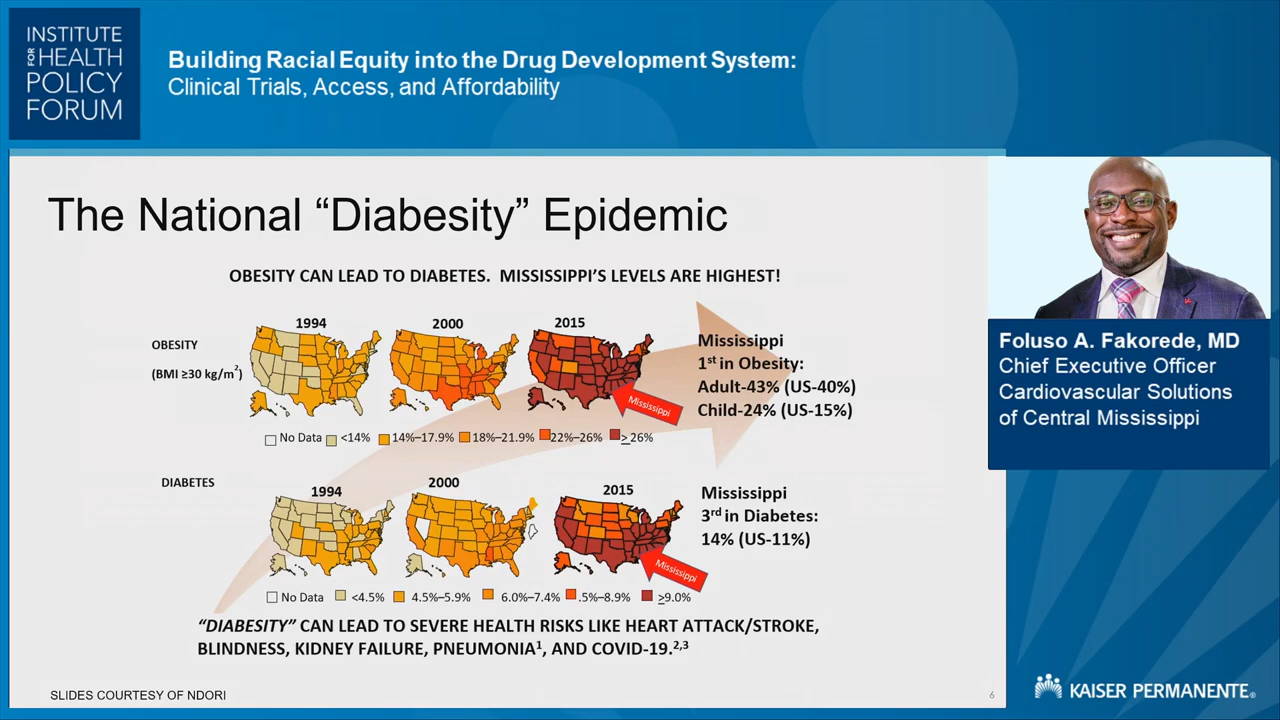 INSTITUTE
FOR HEALTH
POLICY
FORUM
Building Racial Equity into the Drug Development System:
Clinical Trials, Access, and Affordability
The National “Diabesity” Epidemic
OBESITY CAN LEAD TO DIABETES. MISSISSIPPI’S LEVELS ARE HIGHEST!
OBESITY
(BMI ≥30 kg/m²)
1994
2000
2015
Mississippi
Mississippi
1st in Obesity:
Adult-43% (US-40%)
Child-24% (US-15%)
No Data <14% 14%–17.9% 18%–21.9% 22%–26% ≥ 26%
DIABETES
1994
2000
2015
Mississippi
Mississippi
3rd in Diabetes:
14% (US-11%)
No Data <4.5% 4.5%–5.9% 6.0%–7.4% .5%–8.9% ≥9.0%
“DIABESITY” CAN LEAD TO SEVERE HEALTH RISKS LIKE HEART ATTACK/STROKE,
BLINDNESS, KIDNEY FAILURE, PNEUMONIA¹, AND COVID-19.²,³
SLIDES COURTESY OF NDORI
6
Foluso A. Fakorede, MD
Chief Executive Officer
Cardiovascular Solutions
of Central Mississippi
KAISER PERMANENTE®